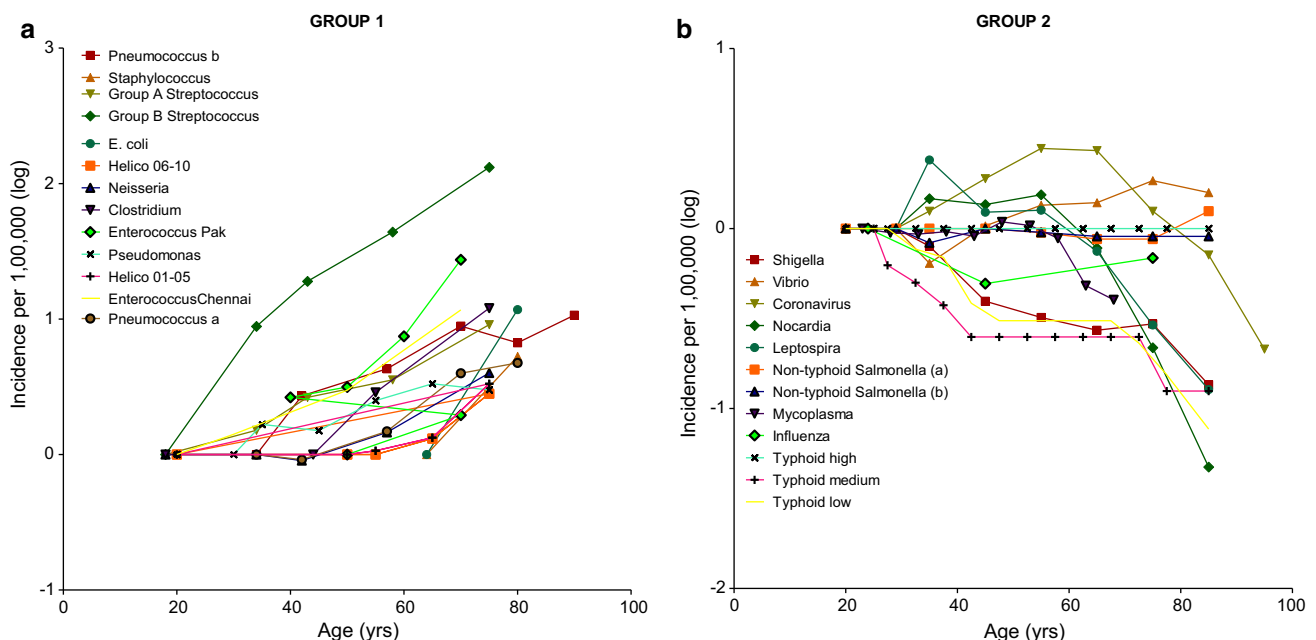 a
GROUP 1
Incidence per 1,00,000 (log)
3
2
1
0
-1
Pneumococcus b
Staphylococcus
Group A Streptococcus
Group B Streptococcus
E. coli
Helico 06-10
Neisseria
Clostridium
Enterococcus Pak
Pseudomonas
Helico 01-05
EnterococcusChennai
Pneumococcus a
0 20 40 60 80 100
Age (yrs)
b
GROUP 2
Incidence per 1,00,000 (log)
1
0
-1
-2
Shigella
Vibrio
Coronavirus
Nocardia
Leptospira
Non-typhoid Salmonella (a)
Non-typhoid Salmonella (b)
Mycoplasma
Influenza
Typhoid high
Typhoid medium
Typhoid low
0 20 40 60 80 100
Age (yrs)